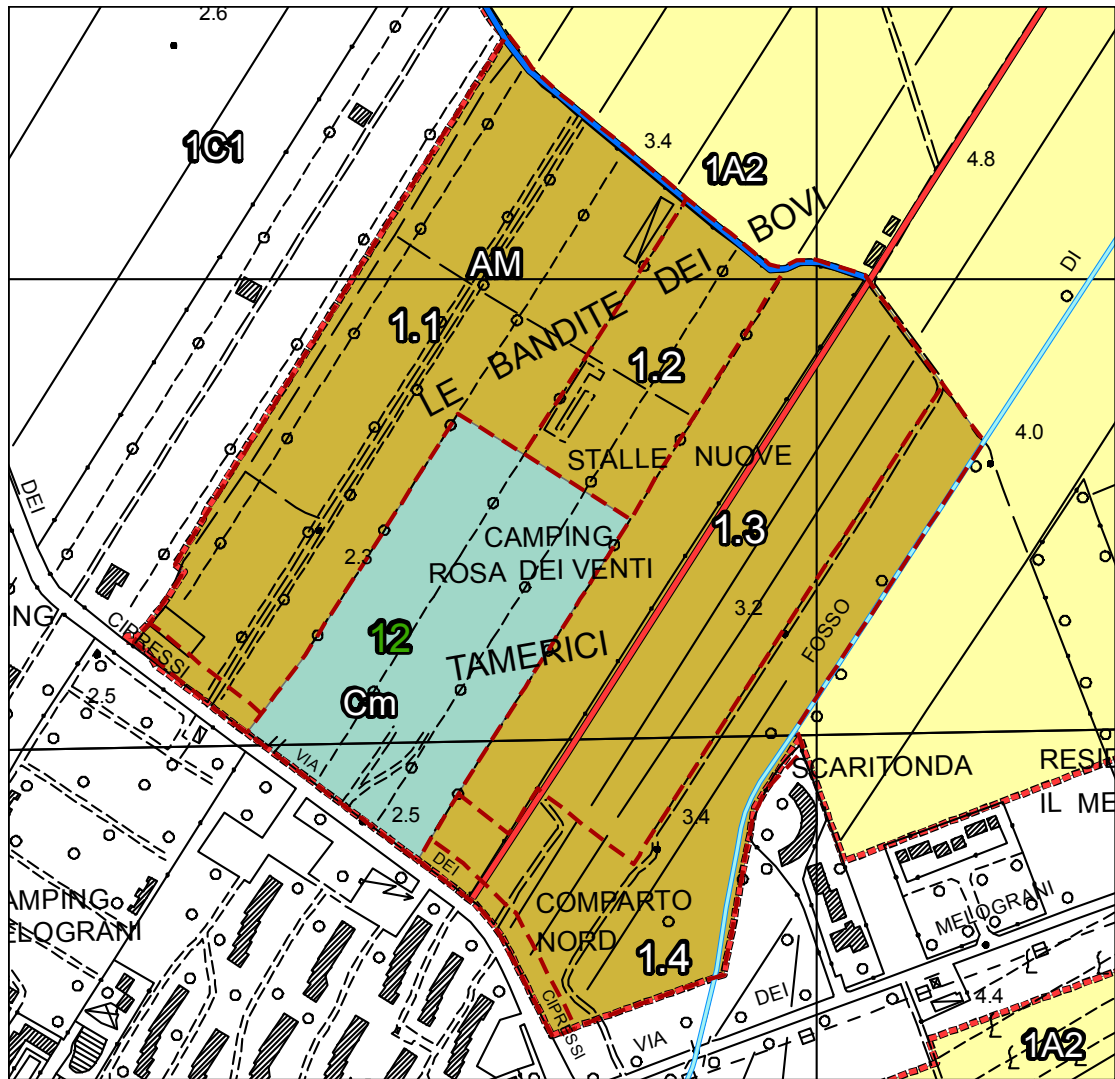 2.6
1C1
3.4
4.8
1A2
BOVI
DEI
DI
AM
1.1
LE BANDITE
1.2
4.0
STALLE NUOVE
DEI
1.3
CAMPING
ROSA DEI VENTI
2.3
3.2
NG
CIPRESSI
12
FOSSO
TAMERICI
2.5
Cm
VIA
SCARITONDA
RESIE
IL ME
2.5
3.4
DEI
AMPING
ELOGRANI
COMPARTO
NORD
MELOGRANI
1.4
DEI
4.4
CIPRESSI
VIA
1A2